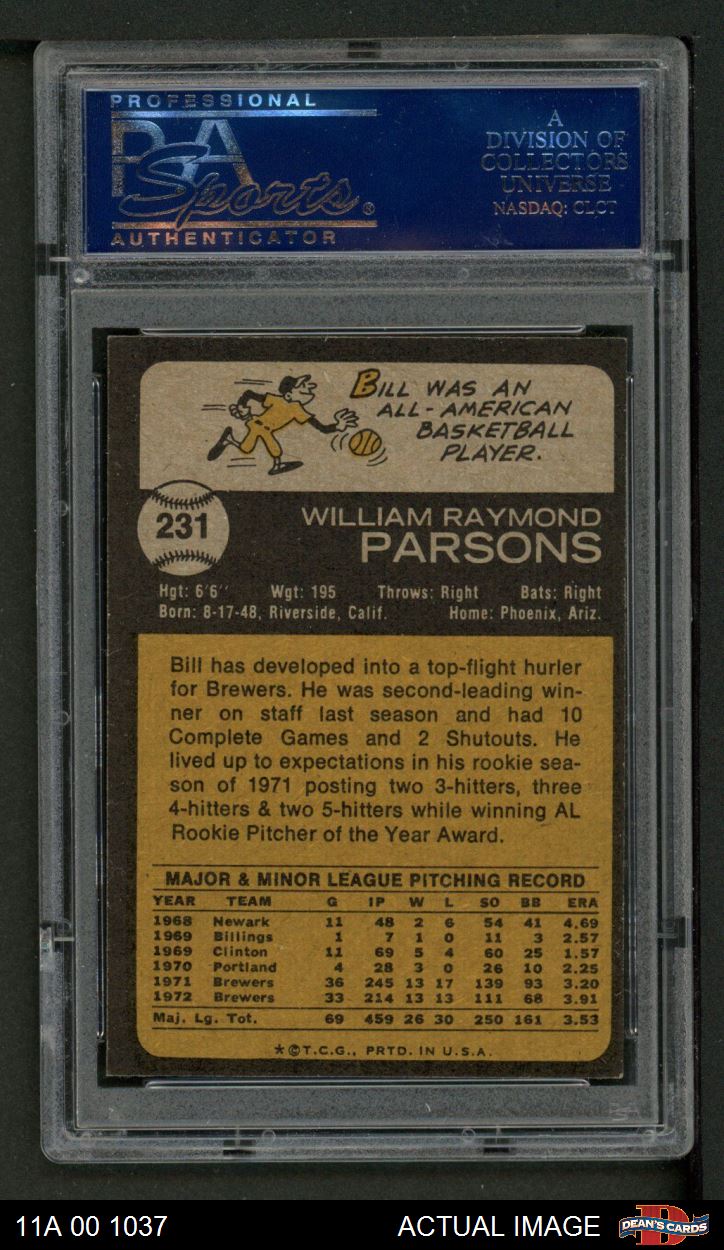 PROFESSIONAL
PSA
Sports®
AUTHENTICATOR
A
DIVISION OF
COLLECTORS
UNIVERSE
NASDAQ: CLCT
BILL WAS AN
ALL-AMERICAN
BASKETBALL
PLAYER.
231
WILLIAM RAYMOND
PARSONS
Hgt: 6'6'' Wgt: 195 Throws: Right Bats: Right
Born: 8-17-48, Riverside, Calif. Home: Phoenix, Ariz.
Bill has developed into a top-flight hurler
for Brewers. He was second-leading win-
ner on staff last season and had 10
Complete Games and 2 Shutouts. He
lived up to expectations in his rookie sea-
son of 1971 posting two 3-hitters, three
4-hitters & two 5-hitters while winning AL
Rookie Pitcher of the Year Award.
MAJOR & MINOR LEAGUE PITCHING RECORD
YEAR TEAM G IP W L SO BB ERA
1968 Newark 11 48 2 6 54 41 4.69
1969 Billings 1 7 1 0 11 3 2.57
1969 Clinton 11 69 5 4 60 25 1.57
1970 Portland 4 28 3 0 26 10 2.25
1971 Brewers 36 245 13 17 139 93 3.20
1972 Brewers 33 214 13 13 111 68 3.91
Maj. Lg. Tot. 69 459 26 30 250 161 3.53
*©T.C.G., PRTD. IN U.S.A.
11A 00 1037 ACTUAL IMAGE
DEAN'S CARDS